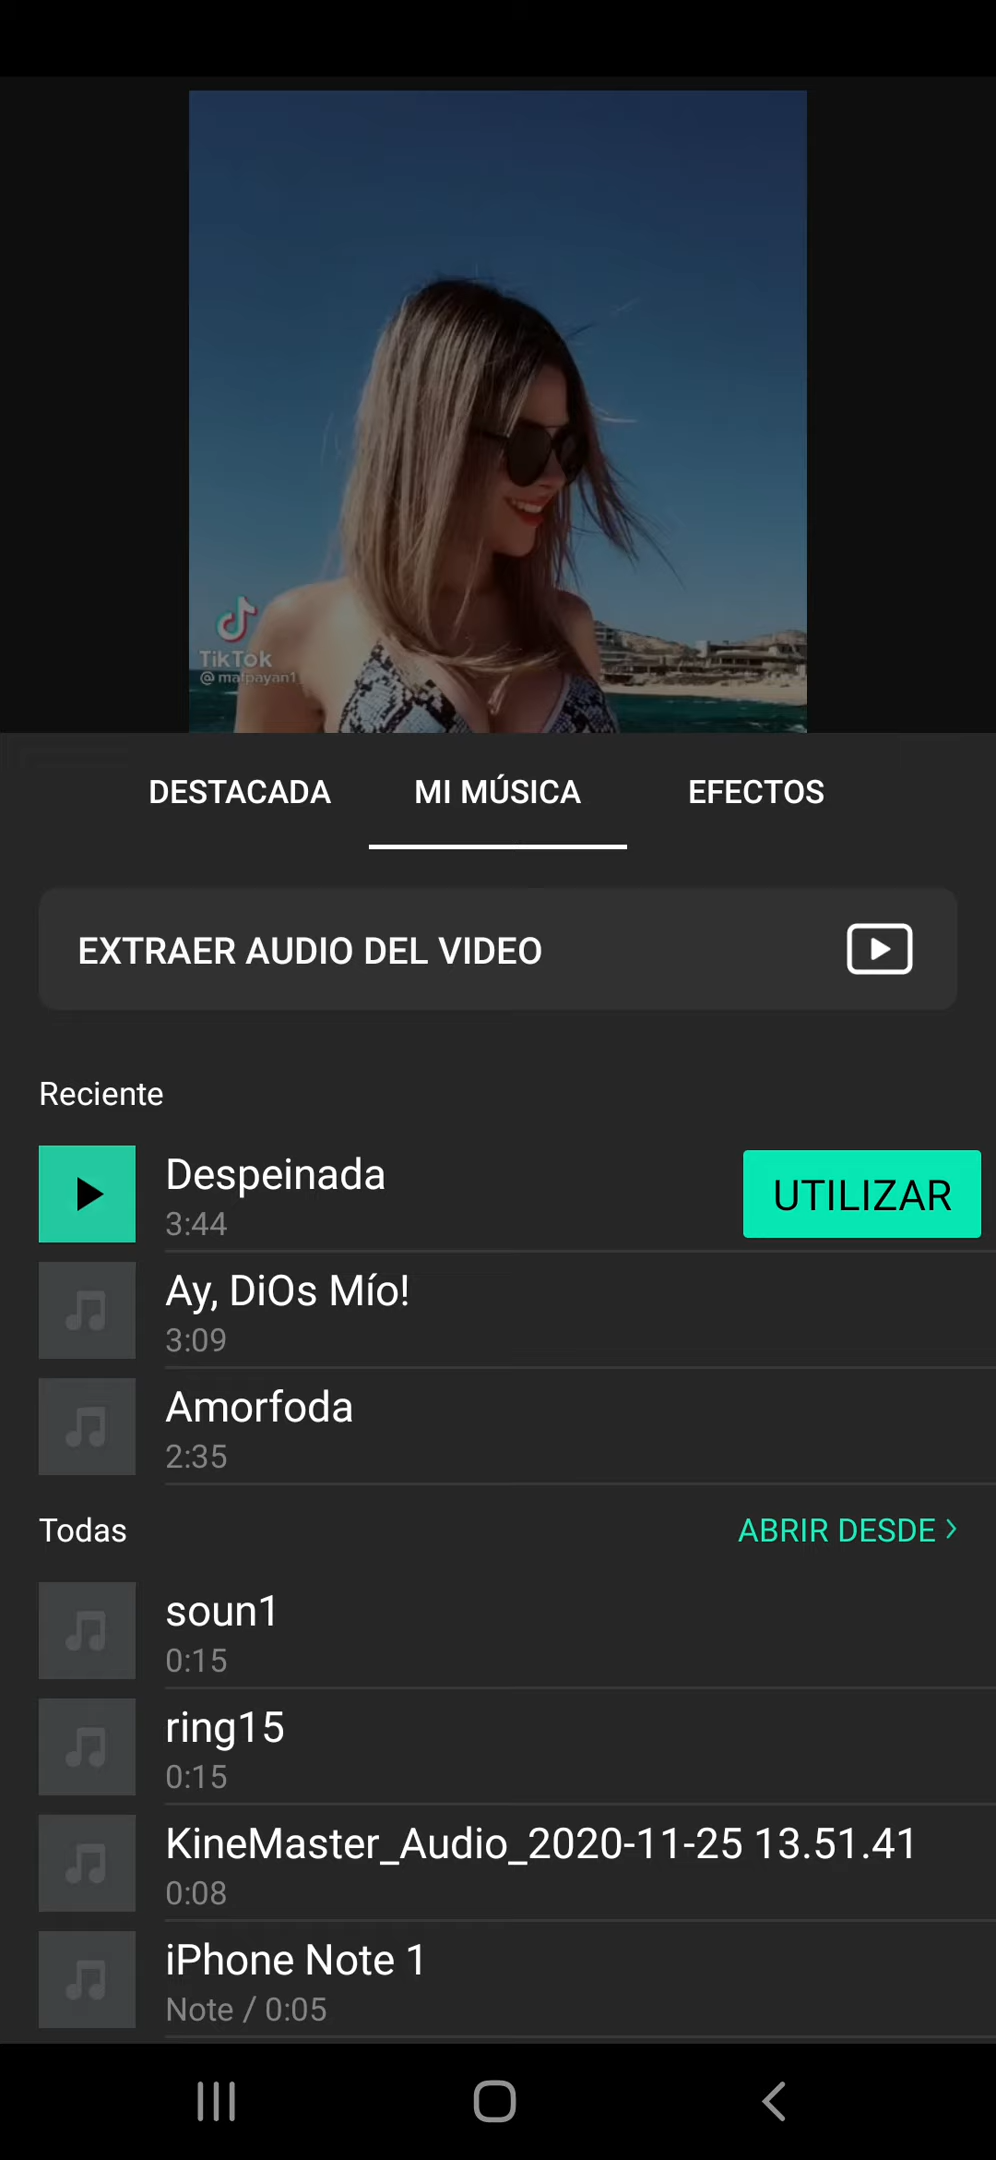 TikTok
@malpayan1
DESTACADA MI MÚSICA EFECTOS
EXTRAER AUDIO DEL VIDEO
Reciente
Despeinada
3:44
UTILIZAR
Ay, DiOs Mío!
3:09
Amorfoda
2:35
Todas
ABRIR DESDE >
soun1
0:15
ring15
0:15
KineMaster_Audio_2020-11-25 13.51.41
0:08
iPhone Note 1
Note / 0:05